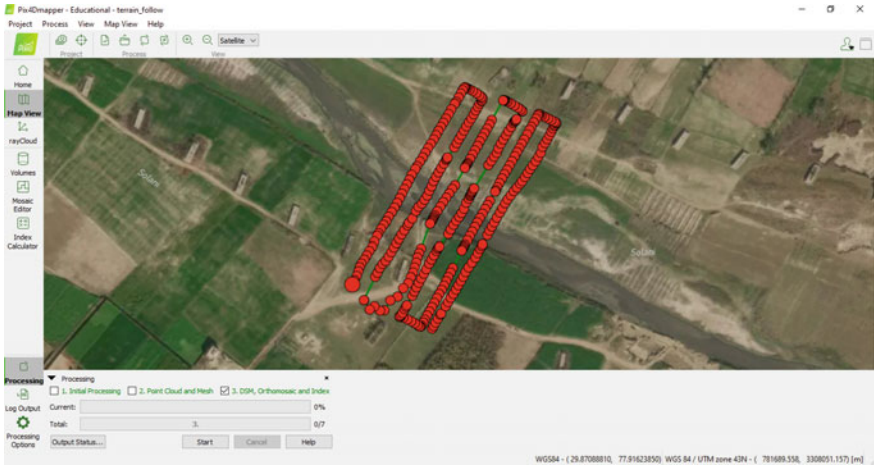 Pix4Dmapper - Educational - terrain_follow
Project Process View Map View Help
Satellite
Project Process View
Home
Map View
rayCloud
Volumes
Mosaic
Editor
Index
Calculator
Solani
Solani
Processing
Log Output
Processing
Options
Processing
1. Initial Processing 2. Point Cloud and Mesh 3. DSM, Orthomosaic and Index
Current: 0%
Total: 3. 0/7
Output Status... Start Cancel Help
WGS84 - ( 29.87088810, 77.91623850) WGS 84 / UTM zone 43N - ( 781689.558, 3308051.157) [m]